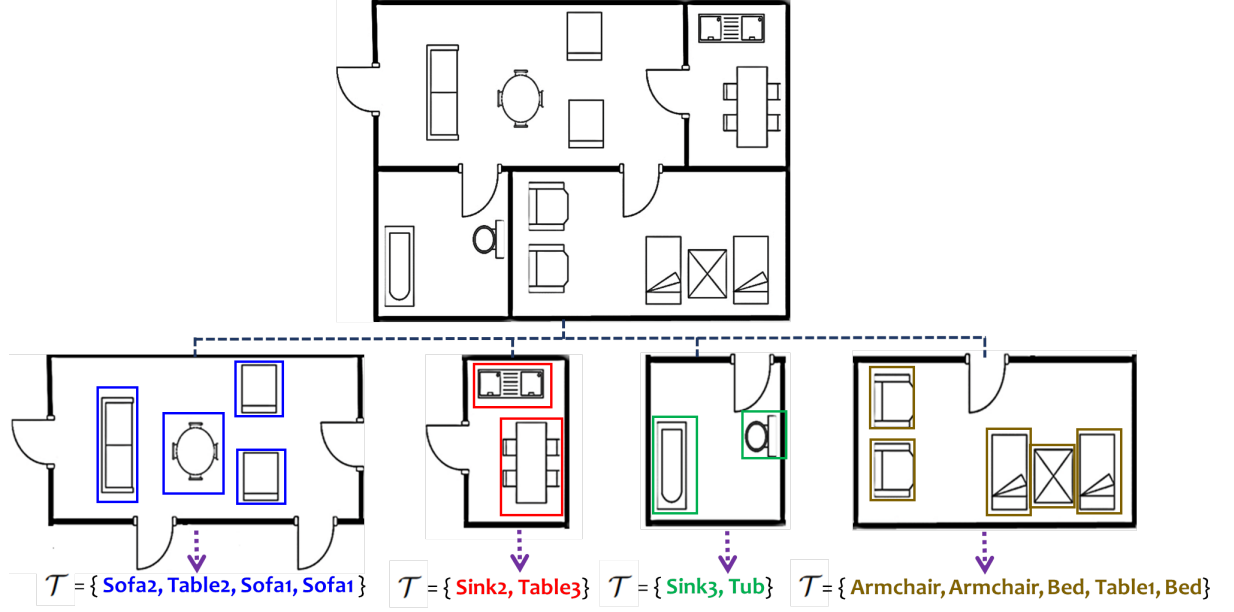 𝒯 = { Sofa2, Table2, Sofa1, Sofa1 }
𝒯 = { Sink2, Table3}
𝒯 = { Sink3, Tub }
𝒯 = { Armchair, Armchair, Bed, Table1, Bed}